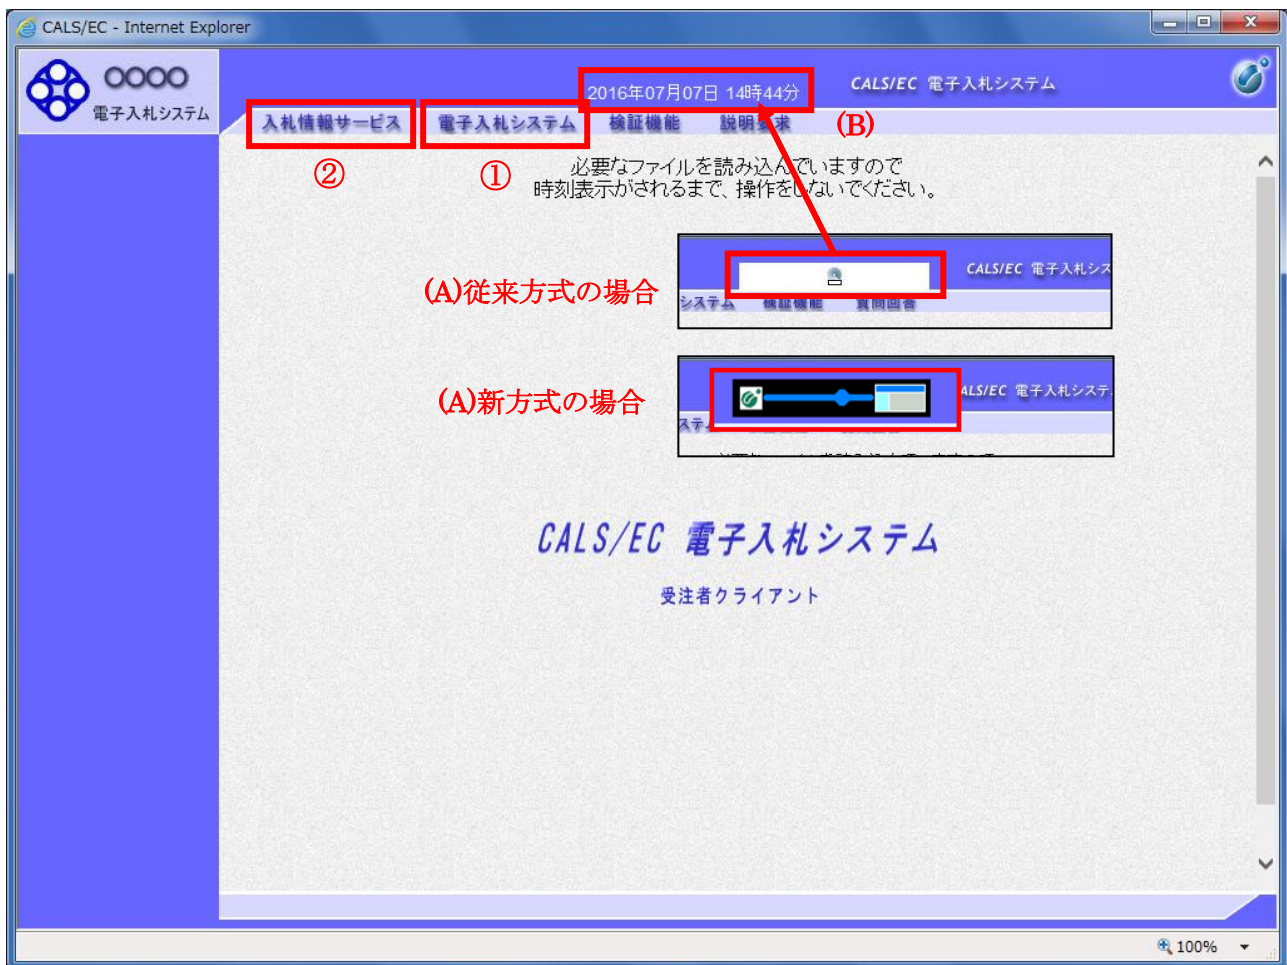 CALS/EC - Internet Explorer
○○○○
電子入札システム
2016年07月07日 14時44分
CALS/EC 電子入札システム
入札情報サービス 電子入札システム 検証機能 説明要求
(B)
② ①
必要なファイルを読み込んでいますので
時刻表示がされるまで、操作をしないでください。
(A)従来方式の場合
CALS/EC 電子入札シス
システム 検証機能 質問回答
(A)新方式の場合
ALS/EC 電子入札システ
CALS/EC 電子入札システム
受注者クライアント
100%